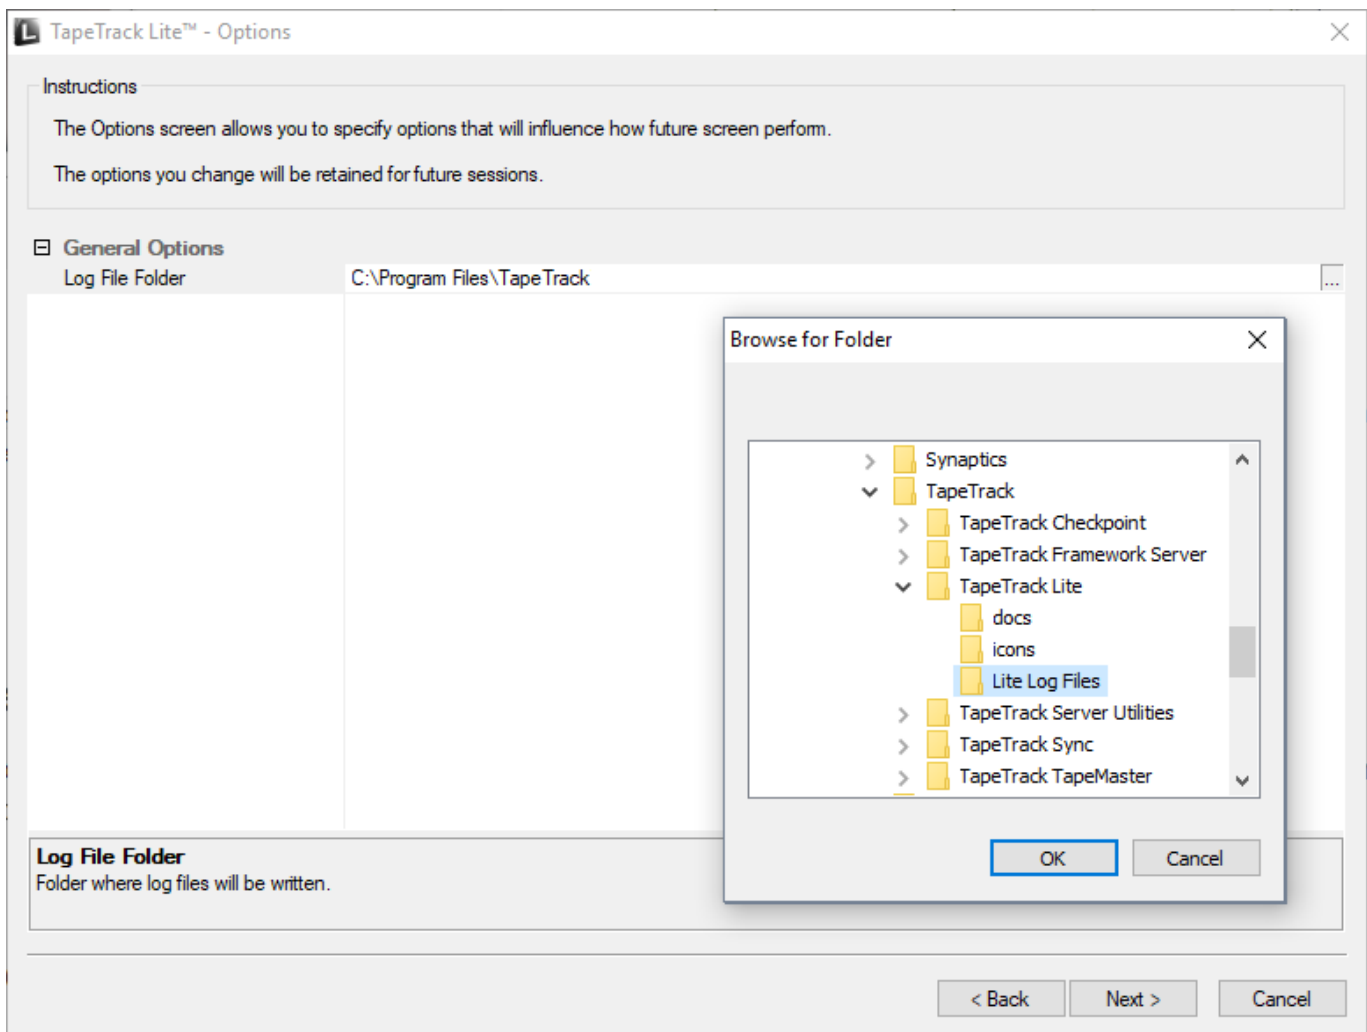 TapeTrack Lite™ - Options
Instructions
The Options screen allows you to specify options that will influence how future screen perform.
The options you change will be retained for future sessions.
General Options
Log File Folder C:\Program Files\TapeTrack ...
Browse for Folder
Synaptics
TapeTrack
TapeTrack Checkpoint
TapeTrack Framework Server
TapeTrack Lite
docs
icons
Lite Log Files
TapeTrack Server Utilities
TapeTrack Sync
TapeTrack TapeMaster
OK Cancel
Log File Folder
Folder where log files will be written.
< Back Next > Cancel